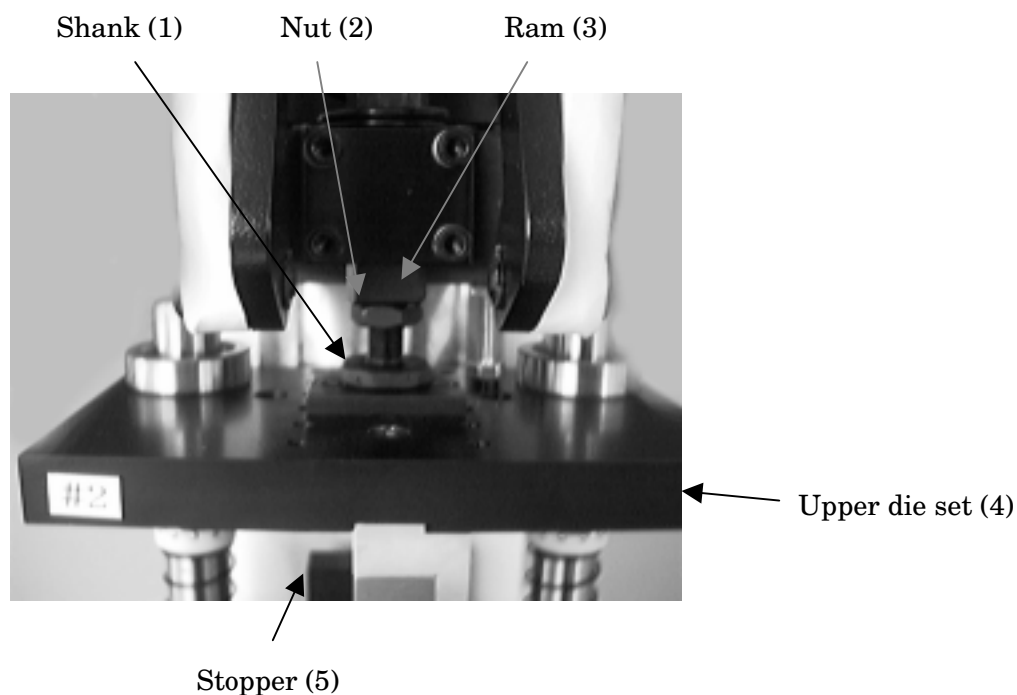 Shank (1) Nut (2) Ram (3)
#2
Upper die set (4)
Stopper (5)